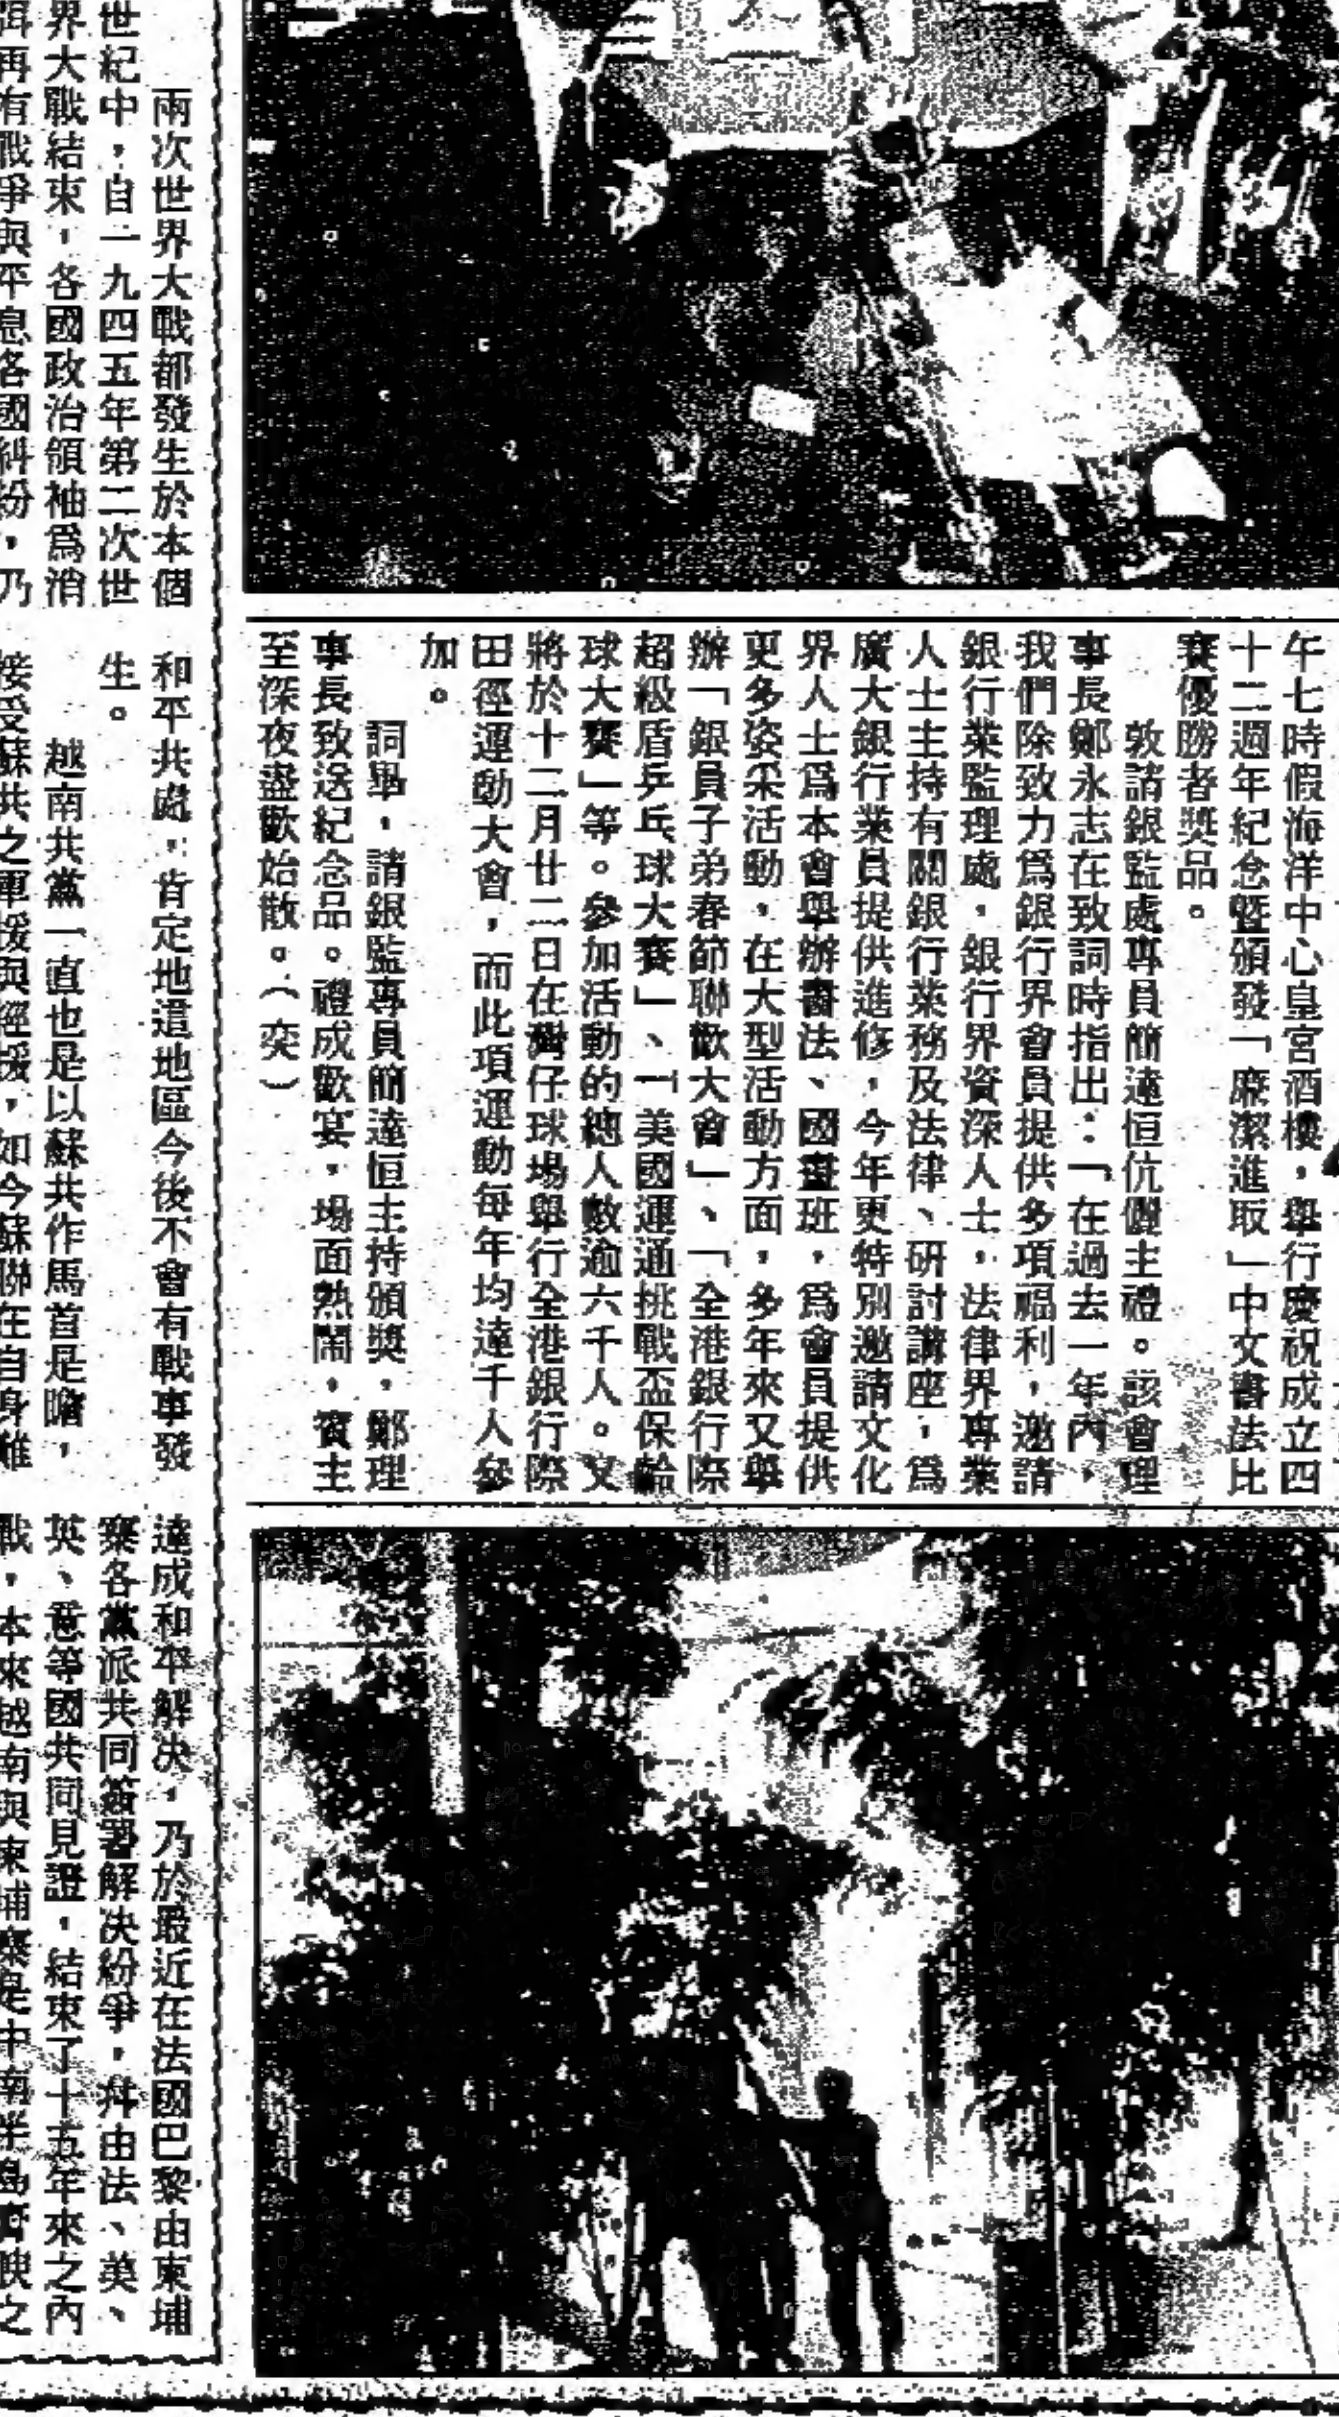 午七時假海洋中心皇宮酒樓，舉行慶祝成立四
十二週年紀念暨頒發「廉潔進取」中文書法比
賽優勝者獎品。
敦請銀監處專員簡達恒伉儷主禮。該會理
事長鄭永志在致詞時指出：「在過去一年內，
我們除致力爲銀行界會員提供多項福利，邀請
銀行業監理處，銀行界資深人士，法律界專業
人士主持有關銀行業務及法律、研討講座，爲
廣大銀行業員提供進修，今年更特別邀請文化
界人士爲本會舉辦書法、國畫班，爲會員提供
更多姿采活動，在大型活動方面，多年來又舉
辦「銀員子弟春節聯歡大會」、「全港銀行際
超級盾乒乓球大賽」、「美國運通挑戰盃保齡
球大賽」等。參加活動的總人數逾六千人。又
將於十二月廿二日在灣仔球場舉行全港銀行際
田徑運動大會，而此項運動每年均達千人參
加。
詞畢，請銀監專員簡達恒主持頒獎，鄭理
事長致送紀念品。禮成歡宴，場面熱鬧，賓主
至深夜盡歡始散。（奕）
兩次世界大戰都發生於本個
世紀中，自一九四五年第二次世
界大戰結束，各國政治領袖爲消
弭再有戰爭與平息各國糾紛，乃
和平共處，肯定地這地區今後不會有戰事發
生。
越南共黨一直也是以蘇共作馬首是瞻，
接受蘇共之軍援與經援，如今蘇聯在自身難
達成和平解決，乃於最近在法國巴黎由柬埔
寨各黨派共同簽署解決紛爭，幷由法、美、
英、意等國共同見證，結束了十五年來之內
戰，本來越南與柬埔寨是中南半島脣齒之